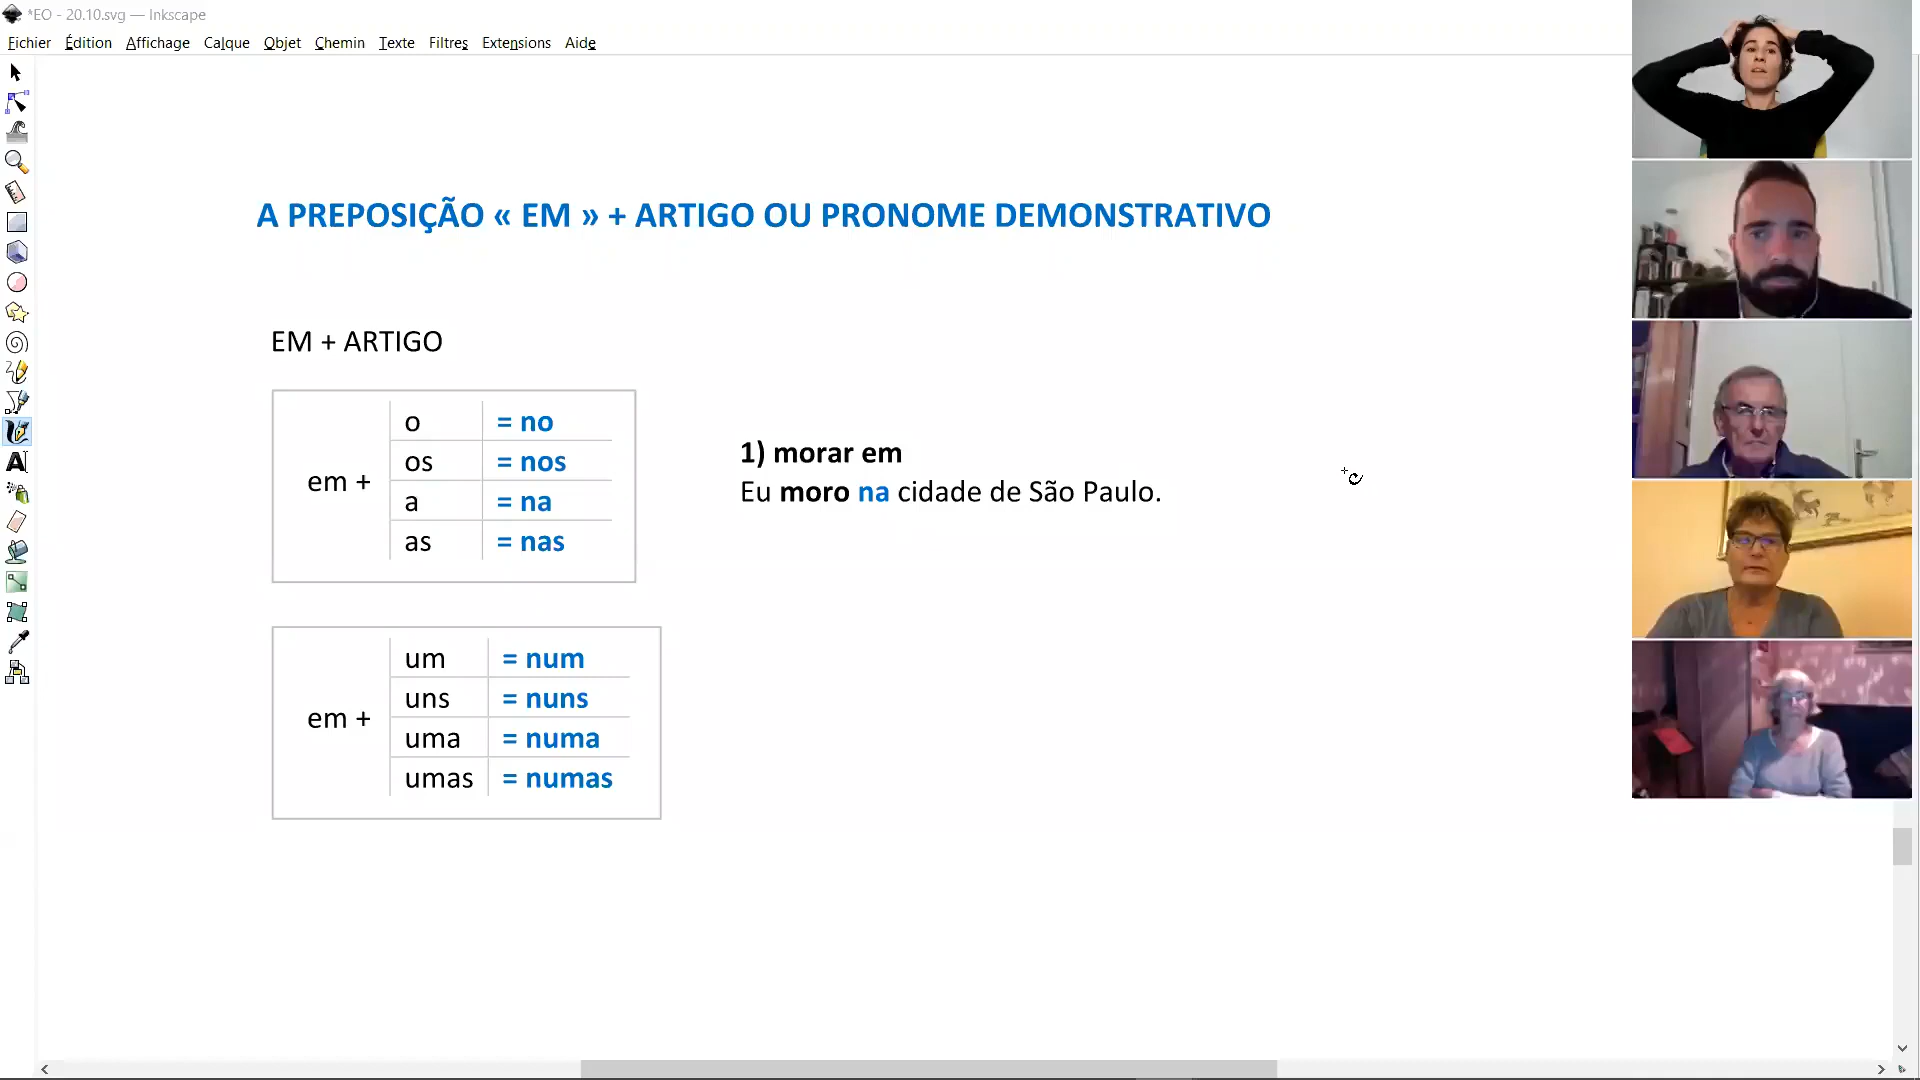 *EO - 20.10.svg — Inkscape
Fichier Édition Affichage Calque Objet Chemin Texte Filtres Extensions Aide
A PREPOSIÇÃO « EM » + ARTIGO OU PRONOME DEMONSTRATIVO
EM + ARTIGO
em +
o = no
os = nos
a = na
as = nas
1) morar em
Eu moro na cidade de São Paulo.
em +
um = num
uns = nuns
uma = numa
umas = numas